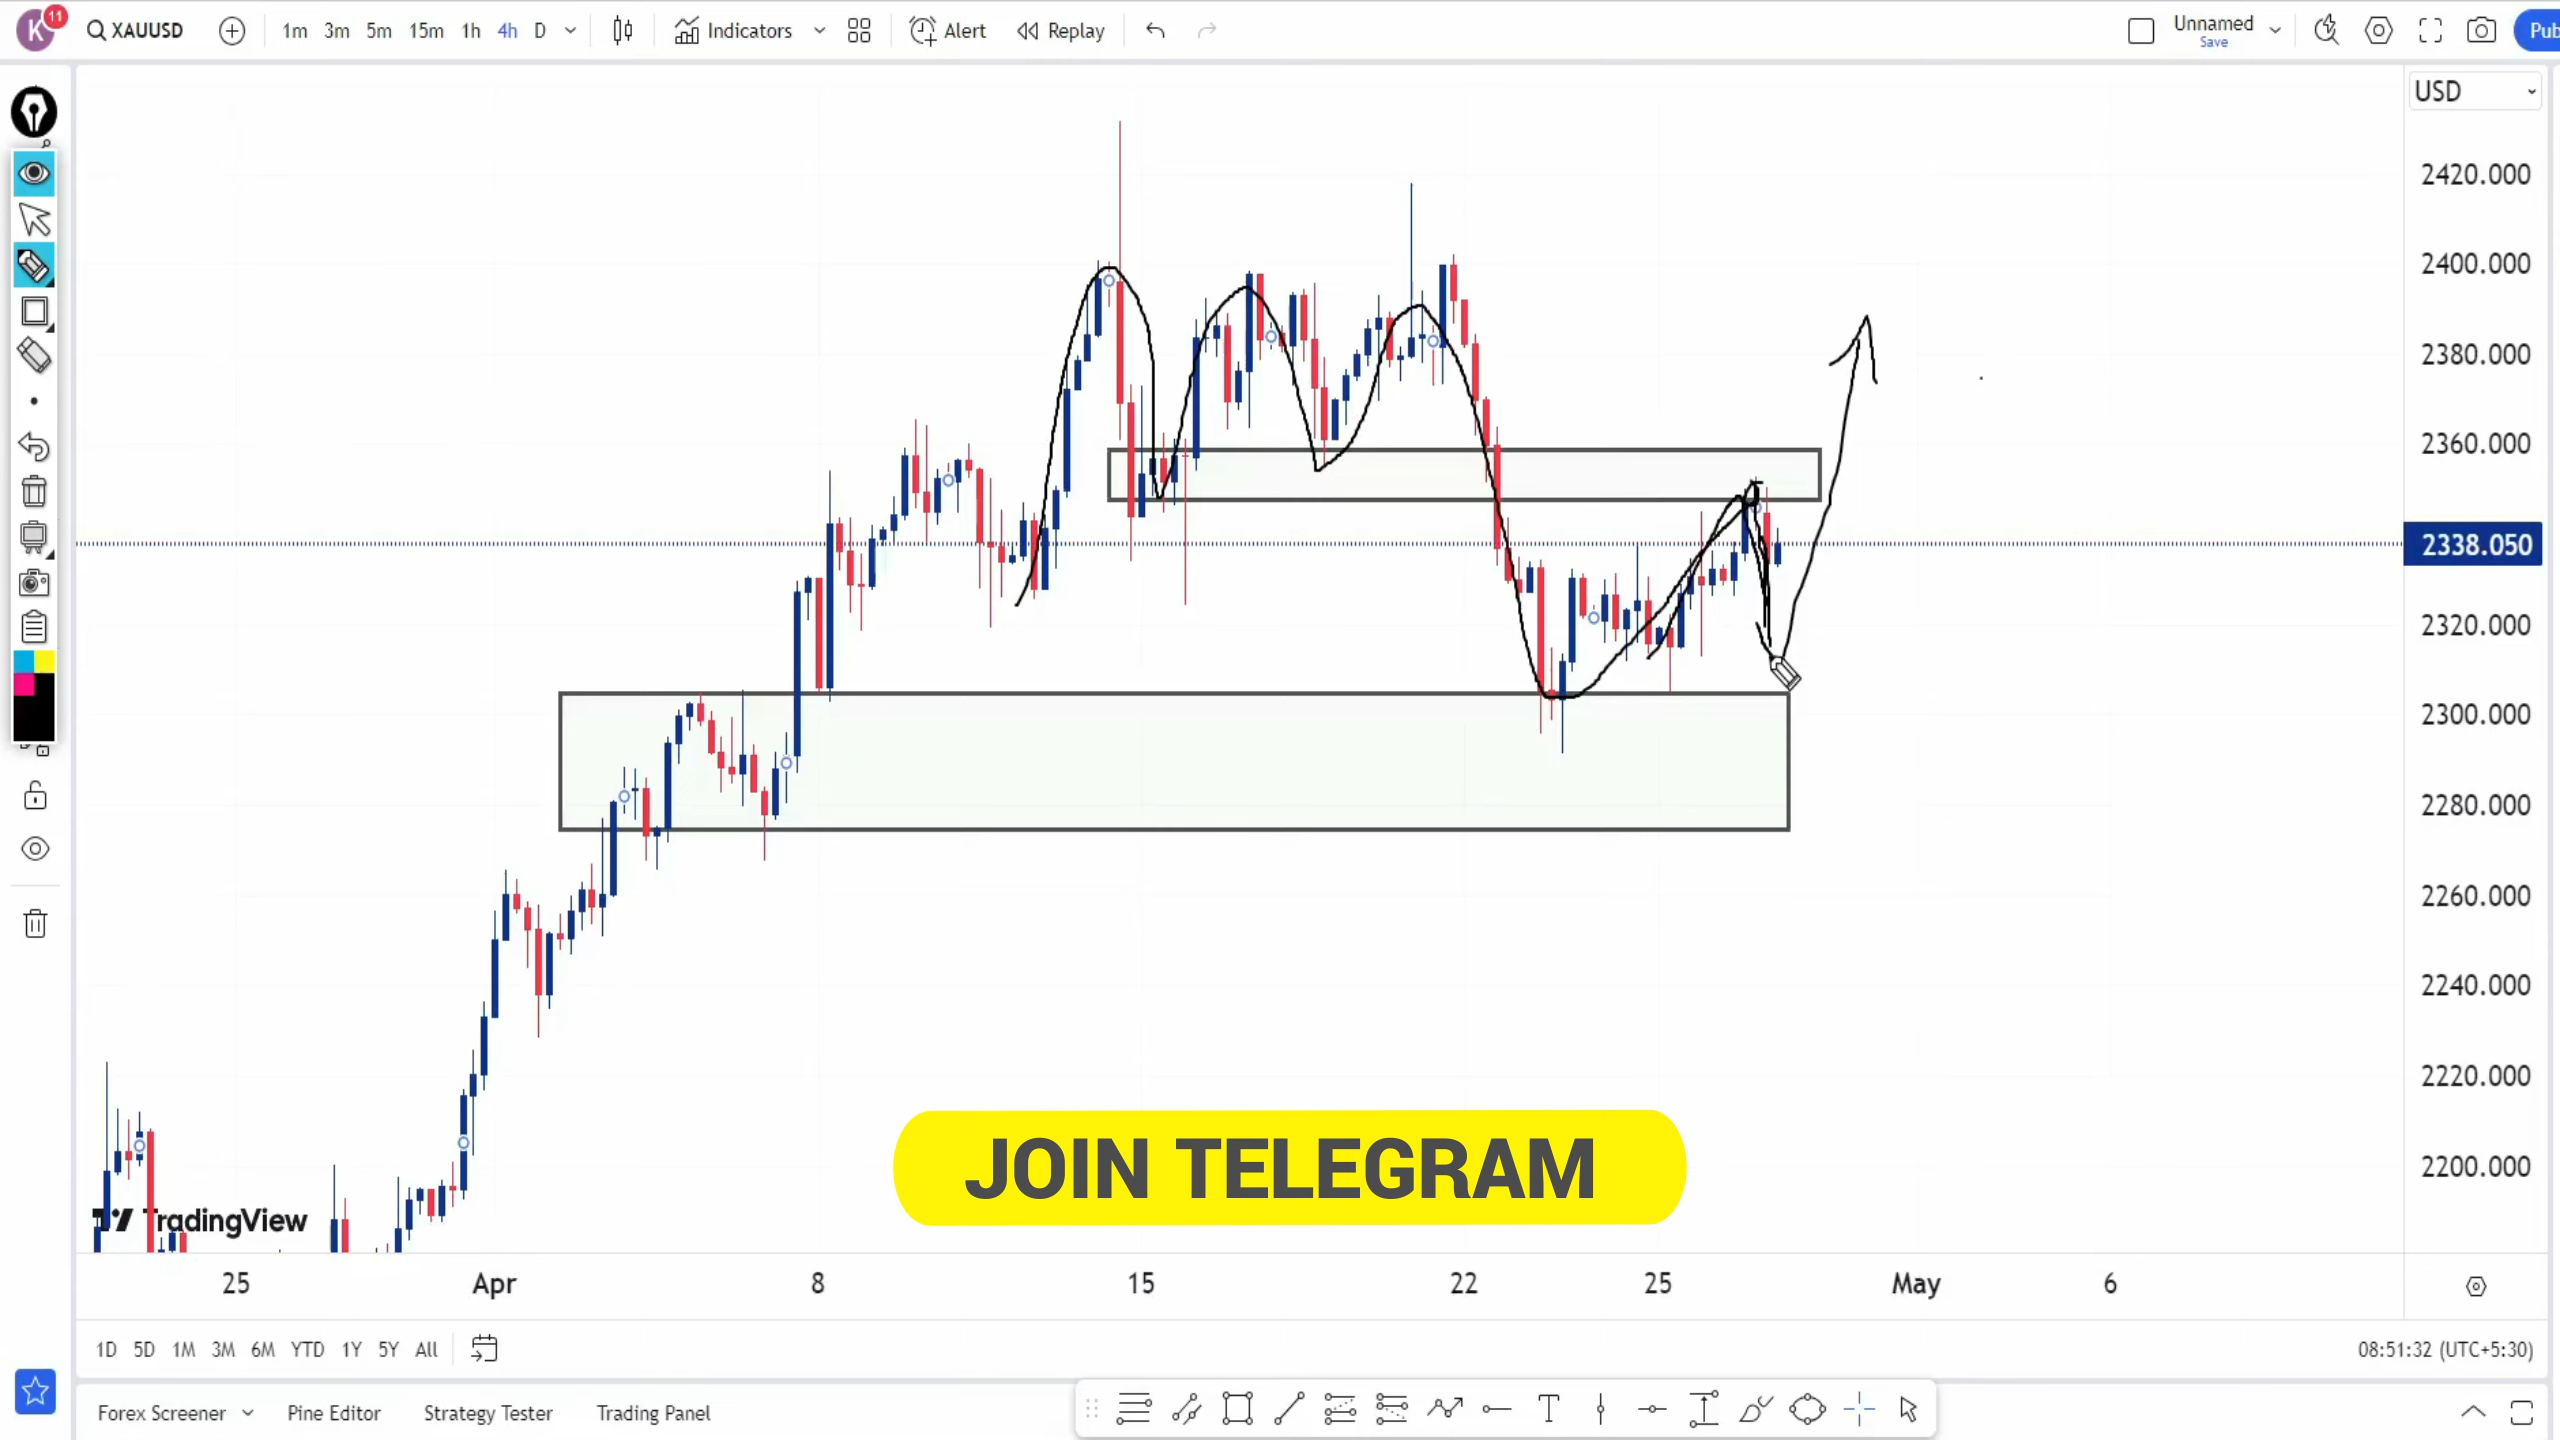 K 11 XAUUSD 1m 3m 5m 15m 1h 4h D Indicators Alert Replay Unnamed
Save
Pub
USD
2420.000
2400.000
2380.000
2360.000
2338.050
2320.000
2300.000
2280.000
2260.000
2240.000
2220.000
2200.000
JOIN TELEGRAM
TradingView
25 Apr 8 15 22 25 May 6
1D 5D 1M 3M 6M YTD 1Y 5Y All 08:51:32 (UTC+5:30)
Forex Screener Pine Editor Strategy Tester Trading Panel